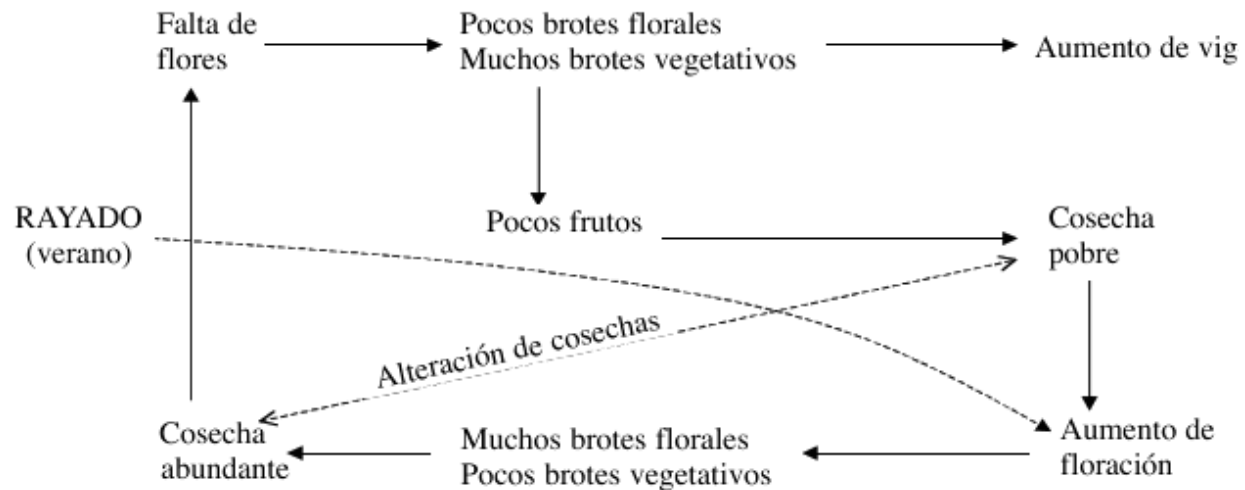 Falta de
flores
Pocos brotes florales
Muchos brotes vegetativos
Aumento de vig
RAYADO
(verano)
Pocos frutos
Cosecha
pobre
Alteración de cosechas
Cosecha
abundante
Muchos brotes florales
Pocos brotes vegetativos
Aumento de
floración